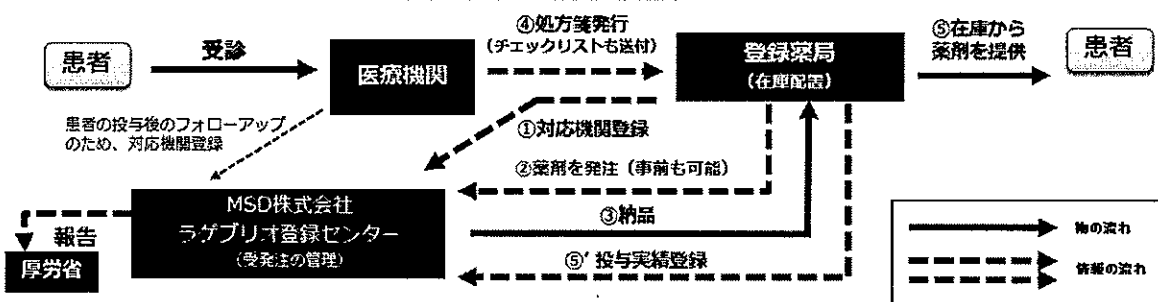 患者
受診
医療機関
④処方箋発行
(チェックリストも送付)
登録薬局
(在庫配置)
⑤在庫から
薬剤を提供
患者
患者の投与後のフォローアップ
のため、対応機関登録
①対応機関登録
②薬剤を発注(事前も可能)
MSD株式会社
ラゲブリオ登録センター
(受発注の管理)
③納品
報告
厚労省
⑤’投与実績登録
物の流れ
情報の流れ